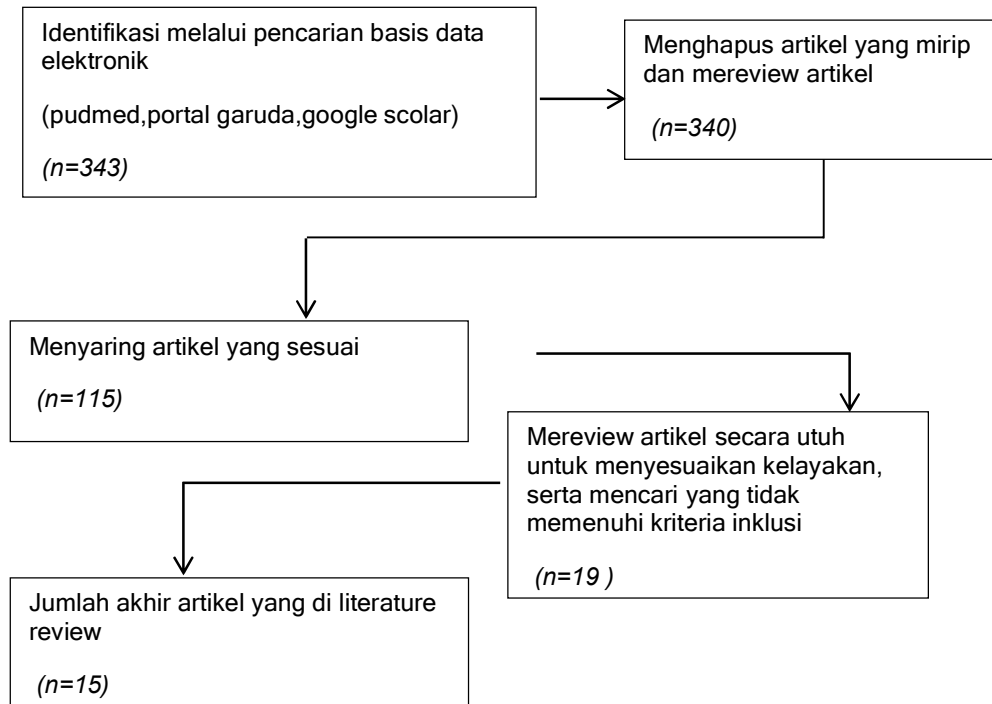 Identifikasi melalui pencarian basis data
elektronik
(pudmed,portal garuda,google scolar)
(n=343)
Menghapus artikel yang mirip
dan mereview artikel
(n=340)
Menyaring artikel yang sesuai
(n=115)
Mereview artikel secara utuh
untuk menyesuaikan kelayakan,
serta mencari yang tidak
memenuhi kriteria inklusi
(n=19 )
Jumlah akhir artikel yang di literature
review
(n=15)